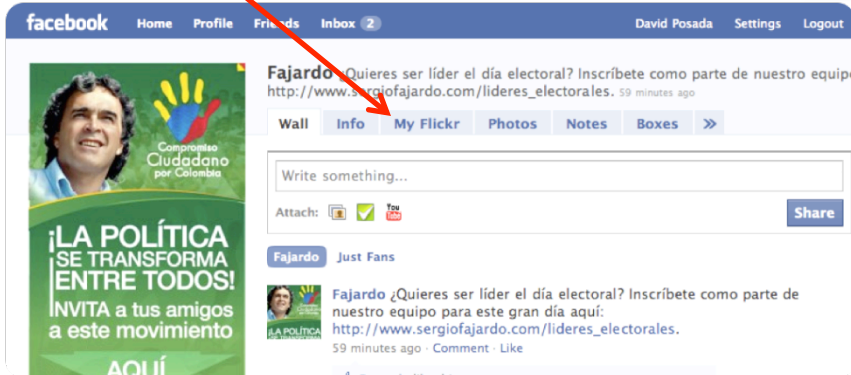 facebook Home Profile Friends Inbox 2 David Posada Settings Logout
Fajardo ¿Quieres ser líder el día electoral? Inscríbete como parte de nuestro equipo
http://www.sergiofajardo.com/lideres_electorales. 59 minutes ago
Wall Info My Flickr Photos Notes Boxes »
Write something...
Attach: You Tube
Share
Fajardo Just Fans
Fajardo ¿Quieres ser líder el día electoral? Inscríbete como parte de
nuestro equipo para este gran día aquí:
http://www.sergiofajardo.com/lideres_electorales.
59 minutes ago · Comment · Like
Compromiso
Ciudadano
por Colombia
¡LA POLÍTICA
SE TRANSFORMA
ENTRE TODOS!
INVITA a tus amigos
a este movimiento
AQUÍ
LA POLÍTICA